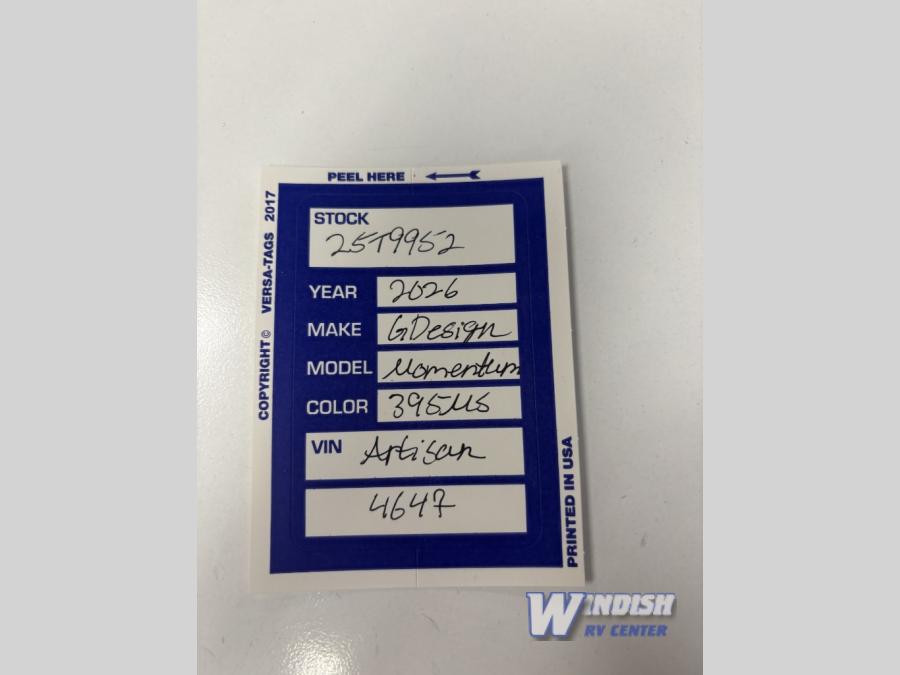 PEEL HERE
COPYRIGHT© VERSA-TAGS 2017
STOCK
25T9952
YEAR 2026
MAKE GDesign
MODEL Momentum
COLOR 395MS
VIN Artisan
4647
PRINTED IN USA
WINDISH
RV CENTER